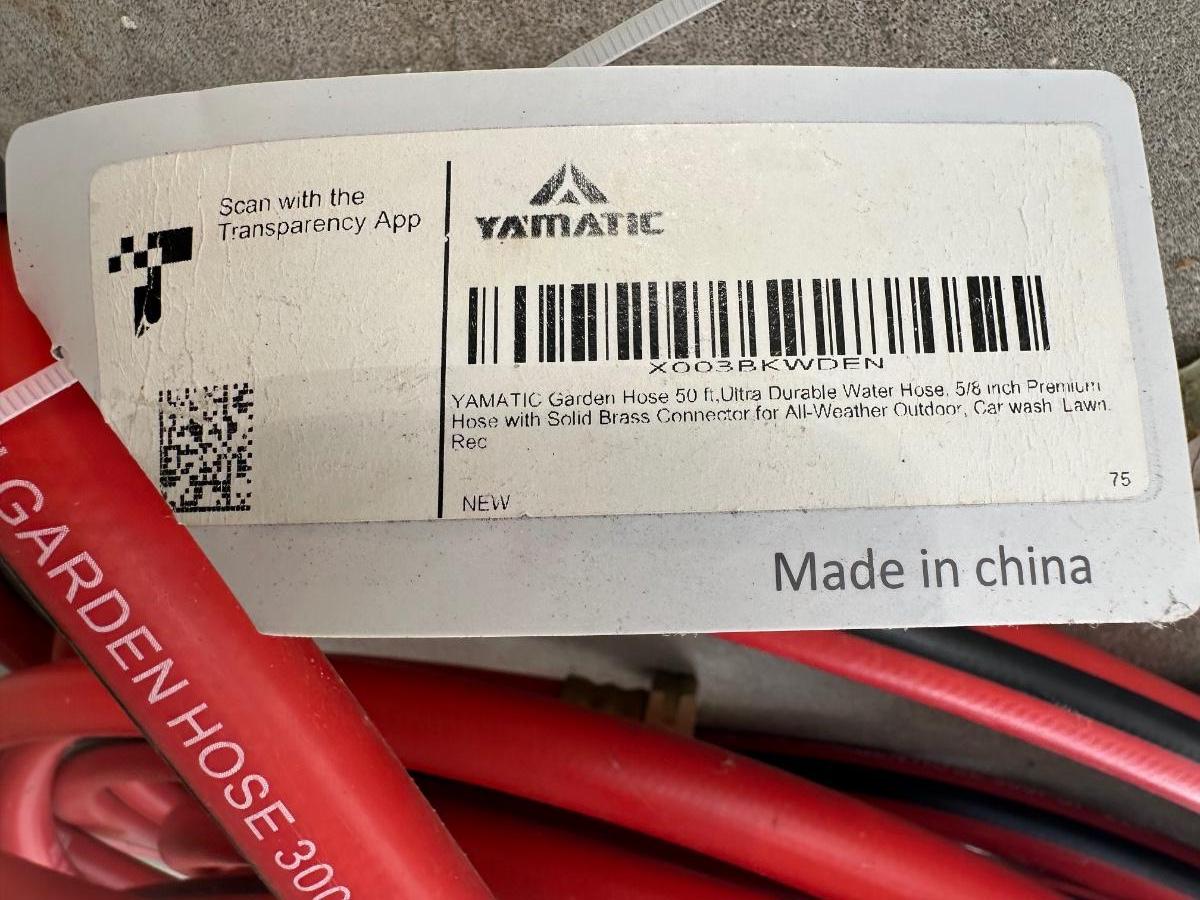 Scan with the
Transparency App
YAMATIC
X003BKWDEN
YAMATIC Garden Hose 50 ft,Ultra Durable Water Hose, 5/8 inch Premium
Hose with Solid Brass Connector for All-Weather Outdoor, Car wash, Lawn,
Rec
NEW
75
Made in china
GARDEN HOSE 300